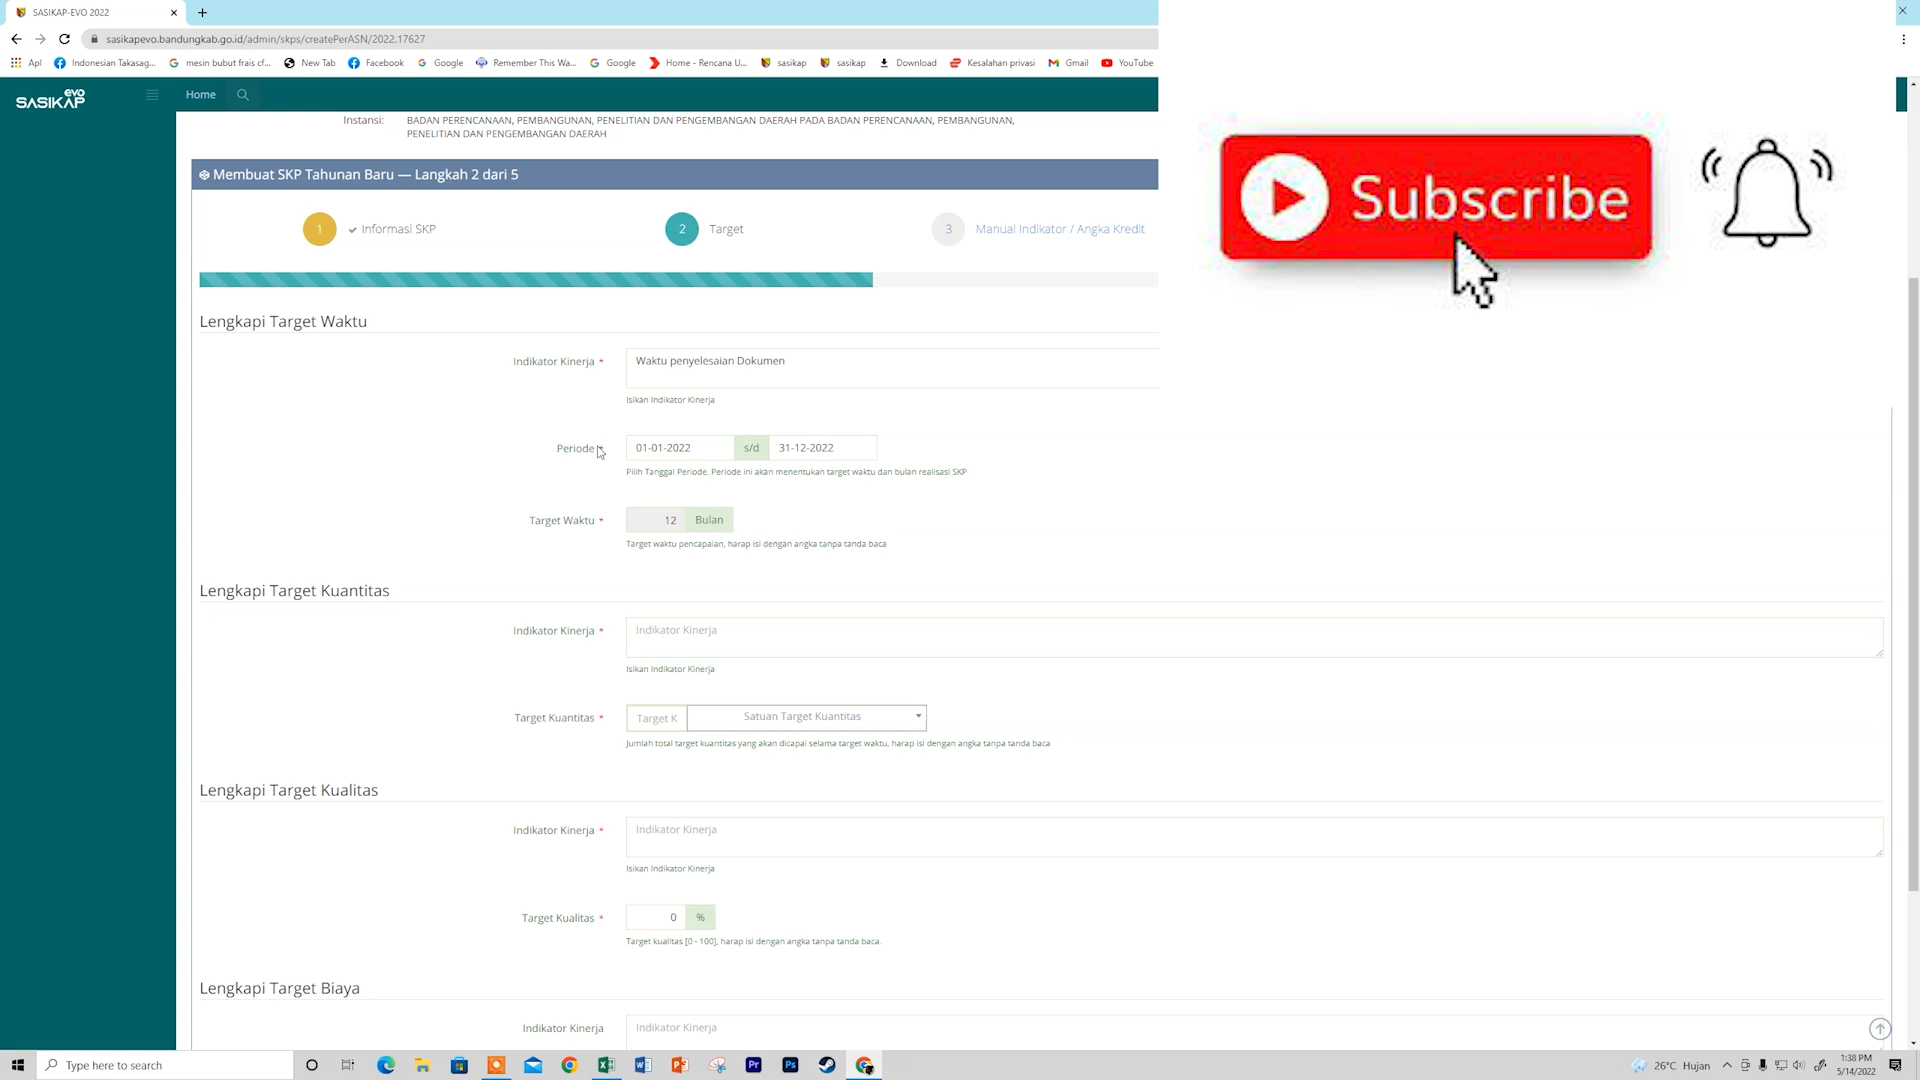 SASIKAP-EVO 2022
sasikapevo.bandungkab.go.id/admin/skps/createPerASN/2022.17627
Apl
Indonesian Takasag...
mesin bubut frais cf...
New Tab
Facebook
Google
Remember This Wa...
Google
Home - Rencana U...
sasikap
sasikap
Download
Kesalahan privasi
Gmail
YouTube
SASIKAP evo
Home
Instansi:
BADAN PERENCANAAN, PEMBANGUNAN, PENELITIAN DAN PENGEMBANGAN DAERAH PADA BADAN PERENCANAAN, PEMBANGUNAN,
PENELITIAN DAN PENGEMBANGAN DAERAH
Subscribe
Membuat SKP Tahunan Baru — Langkah 2 dari 5
1 Informasi SKP
2 Target
3 Manual Indikator / Angka Kredit
Lengkapi Target Waktu
Indikator Kinerja *
Waktu penyelesaian Dokumen
Isikan Indikator Kinerja
Periode *
01-01-2022 s/d 31-12-2022
Pilih Tanggal Periode. Periode ini akan menentukan target waktu dan bulan realisasi SKP
Target Waktu *
12 Bulan
Target waktu pencapaian, harap isi dengan angka tanpa tanda baca
Lengkapi Target Kuantitas
Indikator Kinerja *
Indikator Kinerja
Isikan Indikator Kinerja
Target Kuantitas *
Target K
Satuan Target Kuantitas
Jumlah total target kuantitas yang akan dicapai selama target waktu, harap isi dengan angka tanpa tanda baca
Lengkapi Target Kualitas
Indikator Kinerja *
Indikator Kinerja
Isikan Indikator Kinerja
Target Kualitas *
0 %
Target kualitas [0 - 100], harap isi dengan angka tanpa tanda baca.
Lengkapi Target Biaya
Indikator Kinerja
Indikator Kinerja
Type here to search
Pr
Ps
26°C Hujan
1:38 PM
5/14/2022